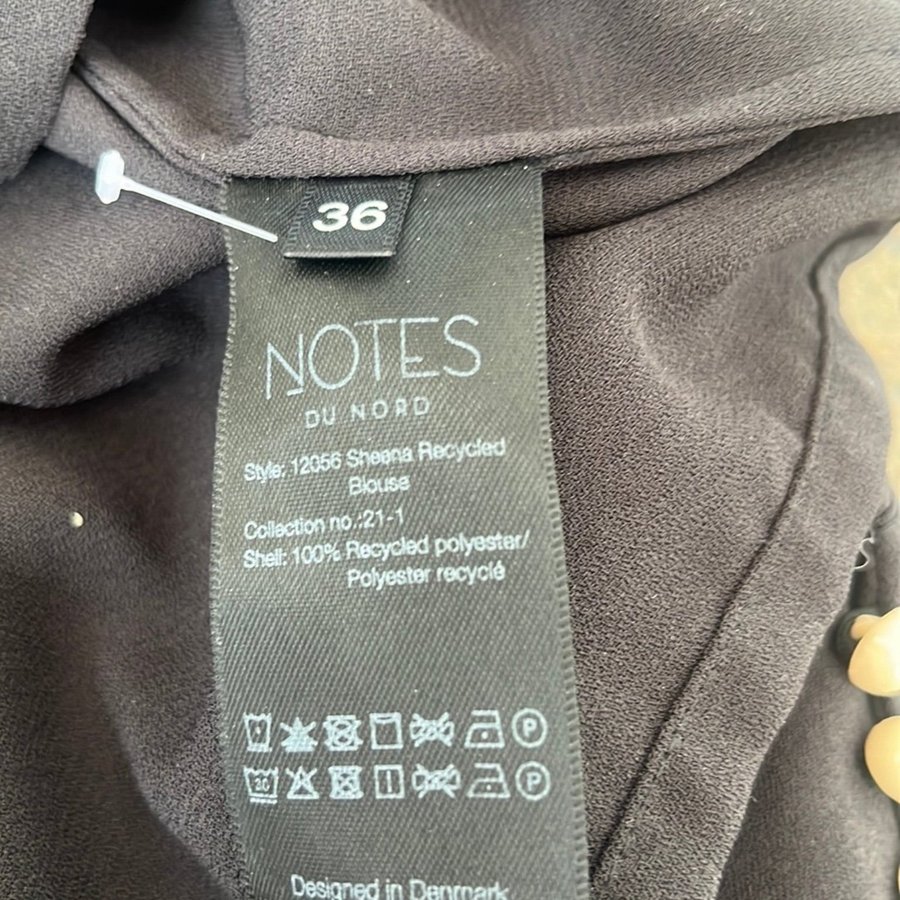 36
NOTES
DU NORD
Style: 12056 Sheena Recycled
Blouse
Collection no.:21-1
Shell: 100% Recycled polyester/
Polyester recyclé
P
30 P
Designed in Denmark